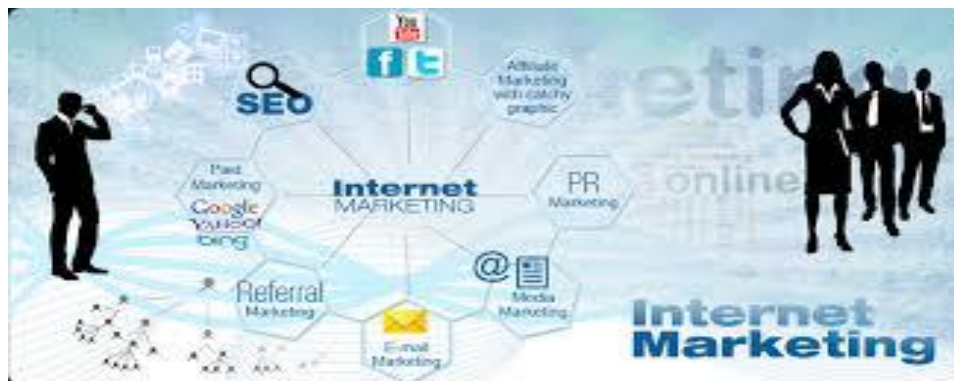 You
Tube
f t
Affiliate
Marketing
with catchy
graphic
SEO
Paid
Marketing
Google
Yahoo!
bing
Internet
MARKETING
PR
Marketing
online
@
Media
Marketing
Referral
Marketing
E-mail
Marketing
Internet
Marketing